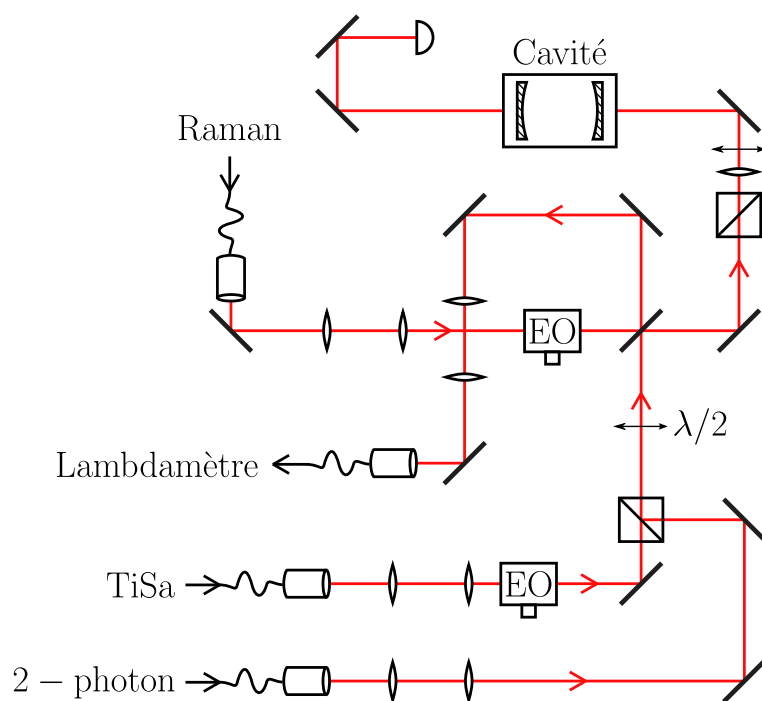 Cavité
Raman
EO
λ/2
Lambdamètre
TiSa
EO
2 − photon